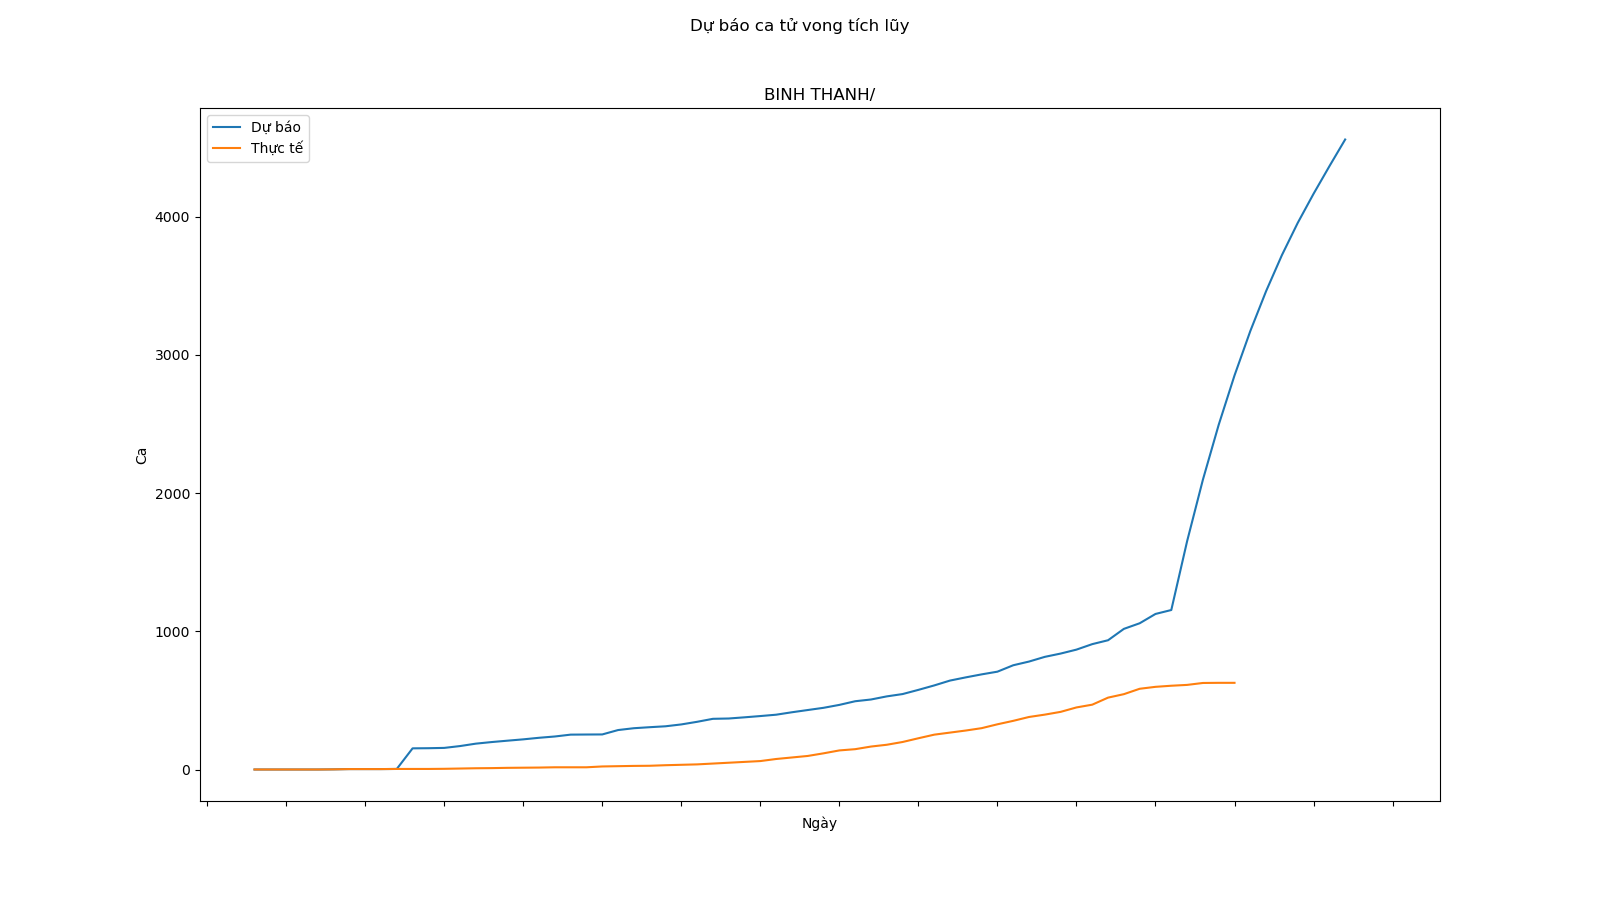 Dự báo ca tử vong tích lũy
BINH THANH/
Dự báo
Thực tế
4000
3000
2000
1000
0
Ca
Ngày